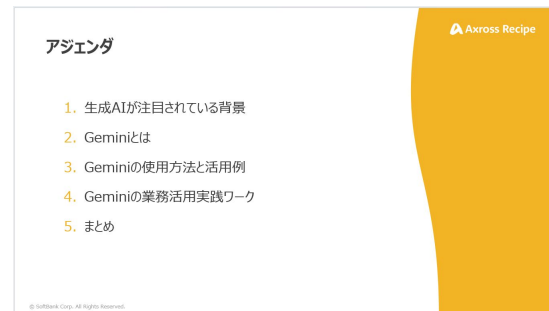 アジェンダ
Axross Recipe
1. 生成AIが注目されている背景
2. Geminiとは
3. Geminiの使用方法と活用例
4. Geminiの業務活用実践ワーク
5. まとめ
© SoftBank Corp. All Rights Reserved.